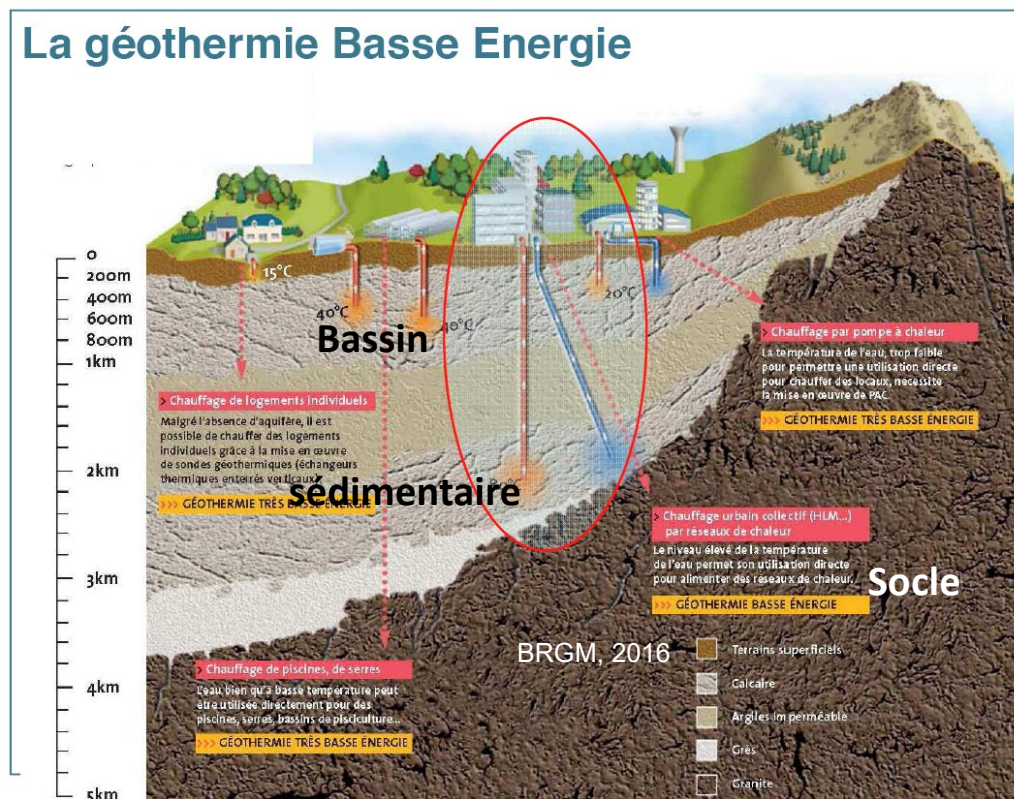 La géothermie Basse Energie
0
200m
400m
600m
800m
1km
2km
3km
4km
5km
15°C
40°C
40°C
20°C
Bassin
sédimentaire
Socle
> Chauffage de logements individuels
Malgré l'absence d'aquifère, il est
possible de chauffer des logements
individuels grâce à la mise en œuvre
de sondes géothermiques (échangeurs
thermiques enterrés verticaux).
>>> GÉOTHERMIE TRÈS BASSE ÉNERGIE
> Chauffage par pompe à chaleur
La température de l'eau, trop faible
pour permettre une utilisation directe
pour chauffer des locaux, nécessite
la mise en œuvre de PAC.
>>> GÉOTHERMIE TRÈS BASSE ÉNERGIE
> Chauffage urbain collectif (HLM...)
par réseaux de chaleur
Le niveau élevé de la température
de l'eau permet son utilisation directe
pour alimenter des réseaux de chaleur.
>>> GÉOTHERMIE BASSE ÉNERGIE
> Chauffage de piscines, de serres
L'eau bien qu'à basse température peut
être utilisée directement pour des
piscines, serres, bassins de pisciculture...
>>> GÉOTHERMIE TRÈS BASSE ÉNERGIE
BRGM, 2016
Terrains superficiels
Calcaire
Argiles imperméable
Grès
Granite